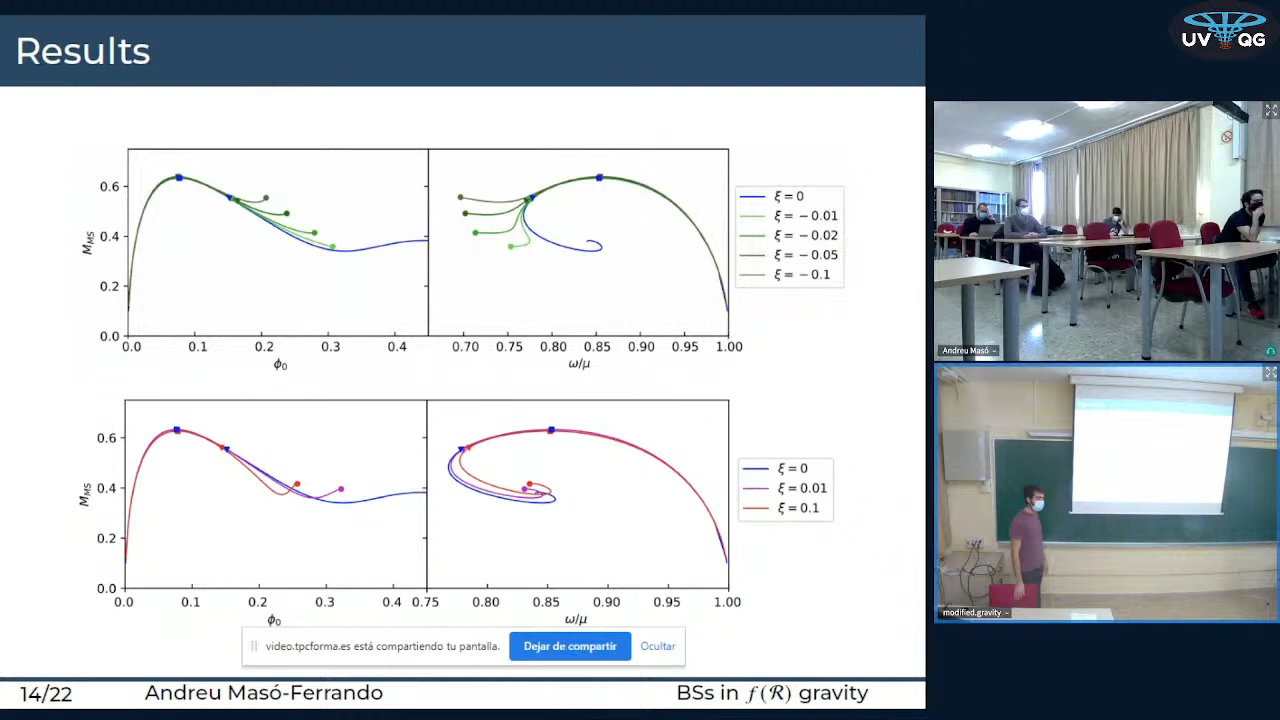 Results
UV QG
0.6
0.4
0.2
0.0
M_MS
0.0 0.1 0.2 0.3 0.4
ϕ₀
0.70 0.75 0.80 0.85 0.90 0.95 1.00
ω/μ
ξ = 0
ξ = −0.01
ξ = −0.02
ξ = −0.05
ξ = −0.1
Andreu Masó
0.6
0.4
0.2
0.0
M_MS
0.0 0.1 0.2 0.3 0.4
ϕ₀
0.75 0.80 0.85 0.90 0.95 1.00
ω/μ
ξ = 0
ξ = 0.01
ξ = 0.1
modified.gravity
video.tpcforma.es está compartiendo tu pantalla.
Dejar de compartir
Ocultar
14/22 Andreu Masó-Ferrando BSs in f(ℛ) gravity